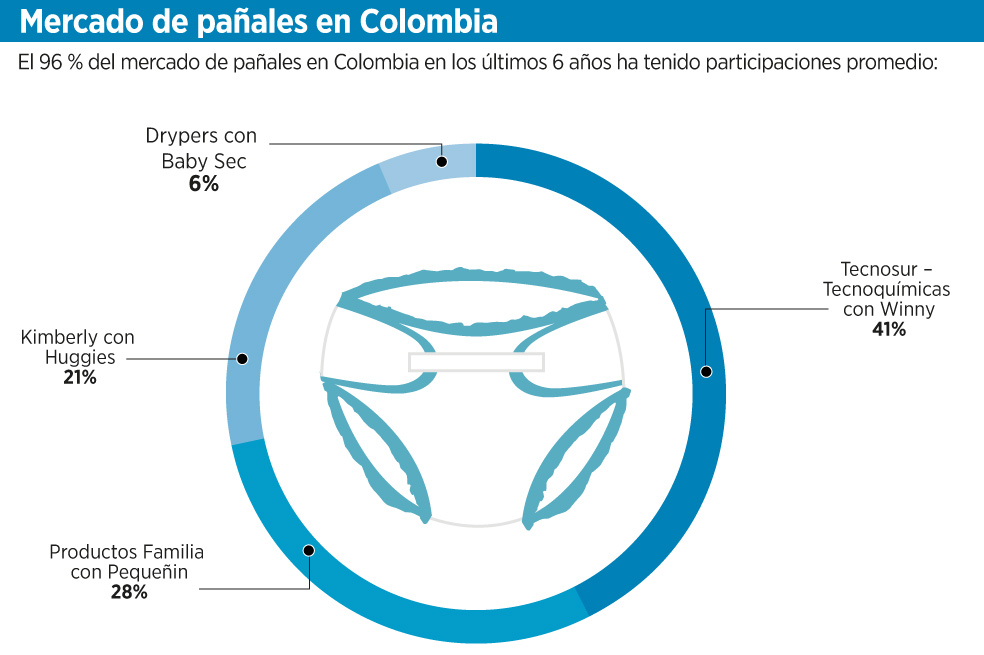 Mercado de pañales en Colombia
El 96 % del mercado de pañales en Colombia en los últimos 6 años ha tenido participaciones promedio:
Drypers con
Baby Sec
6%
Tecnosur –
Tecnoquímicas
con Winny
41%
Kimberly con
Huggies
21%
Productos Familia
con Pequeñin
28%